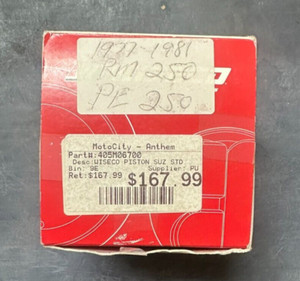 1977-1981
RM 250
PE 250
MotoCity - Anthem
Part#:405M06700
Desc:WISECO PISTON SUZ STD
Bin: 9E Supplier: PU
Ret:$167.99 $167.99